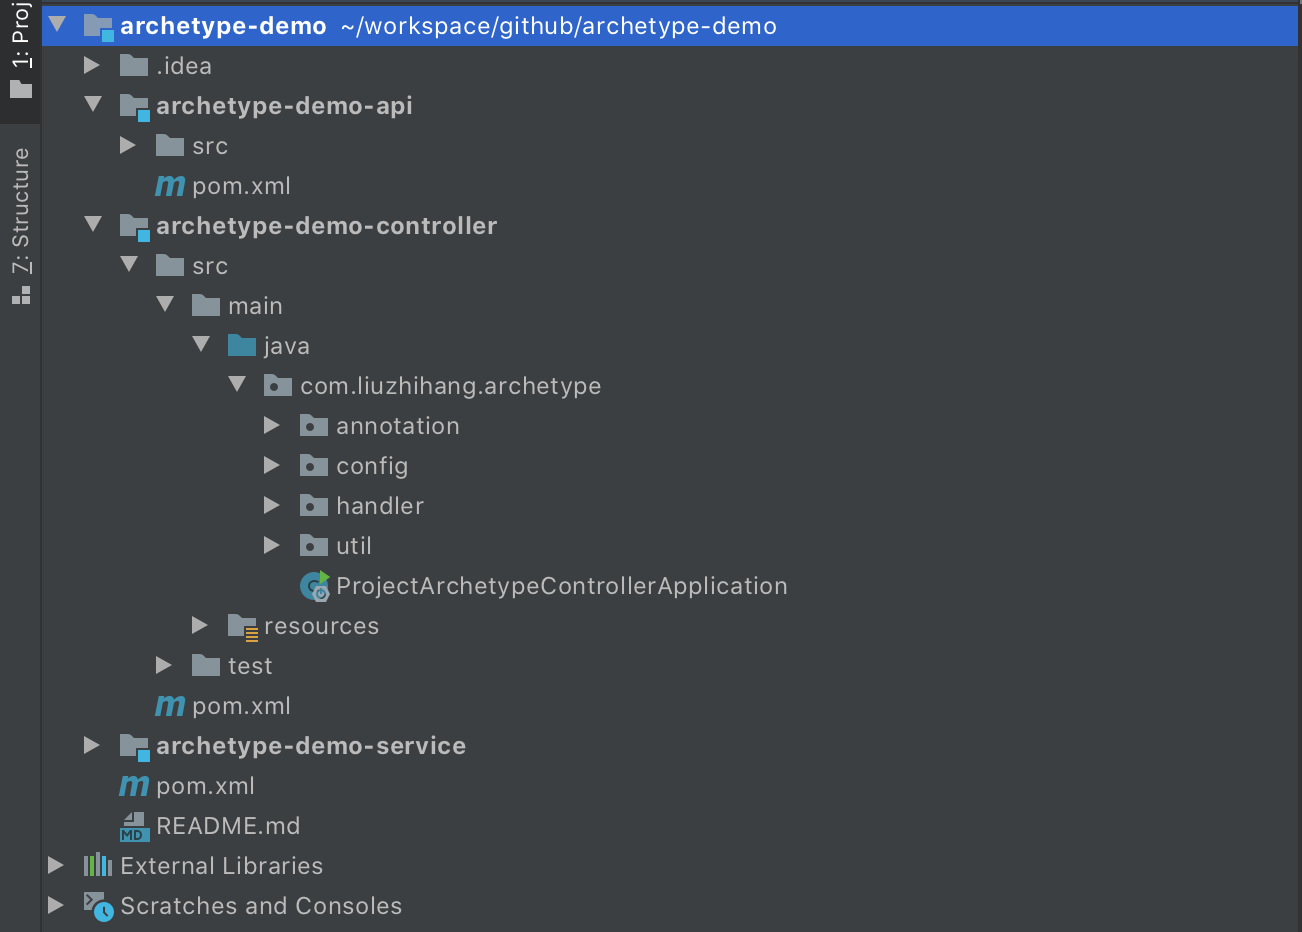 1: Proj
Z: Structure
archetype-demo ~/workspace/github/archetype-demo
.idea
archetype-demo-api
src
pom.xml
archetype-demo-controller
src
main
java
com.liuzhihang.archetype
annotation
config
handler
util
ProjectArchetypeControllerApplication
resources
test
pom.xml
archetype-demo-service
pom.xml
README.md
External Libraries
Scratches and Consoles